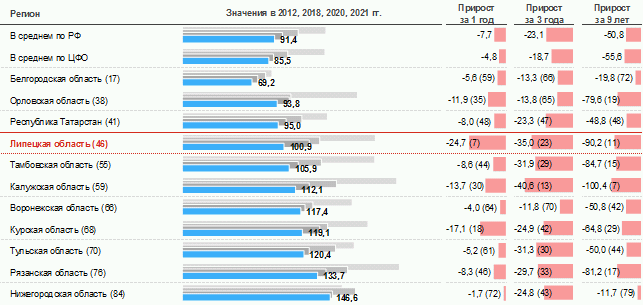 Регион Значения в 2012, 2018, 2020, 2021 гг. Прирост за 1 год Прирост за 3 года Прирост за 9 лет
В среднем по РФ 91,4 -7,7 -23,1 -50,8
В среднем по ЦФО 85,5 -4,8 -18,7 -55,6
Белгородская область (17) 69,2 -5,6 (59) -13,3 (66) -19,8 (72)
Орловская область (38) 93,8 -11,9 (35) -13,8 (65) -79,6 (19)
Республика Татарстан (41) 95,0 -8,0 (48) -23,3 (47) -48,8 (48)
Липецкая область (46) 100,9 -24,7 (7) -35,0 (23) -90,2 (11)
Тамбовская область (55) 105,9 -8,6 (44) -31,9 (29) -84,7 (15)
Калужская область (59) 112,1 -13,7 (30) -40,6 (13) -100,4 (7)
Воронежская область (66) 117,4 -4,0 (64) -11,8 (70) -50,8 (42)
Курская область (68) 119,1 -17,1 (18) -24,9 (42) -64,8 (29)
Тульская область (70) 120,4 -5,2 (61) -31,3 (30) -50,0 (44)
Рязанская область (76) 133,7 -8,3 (46) -29,7 (33) -81,2 (17)
Нижегородская область (84) 146,6 -1,7 (72) -24,8 (43) -11,7 (79)